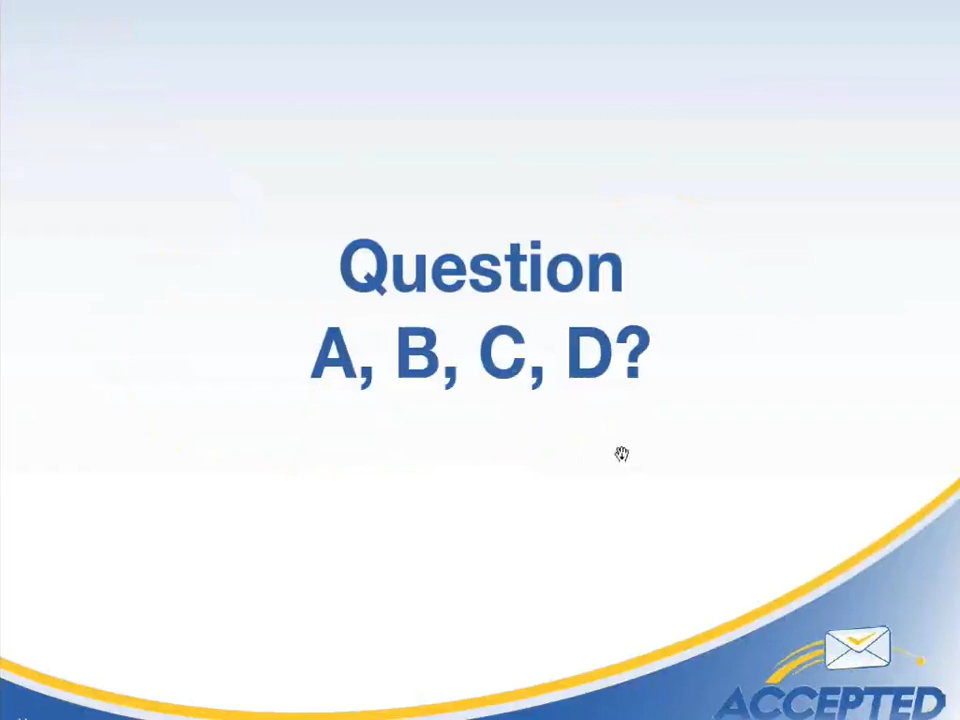 Question
A, B, C, D?
ACCEPTED